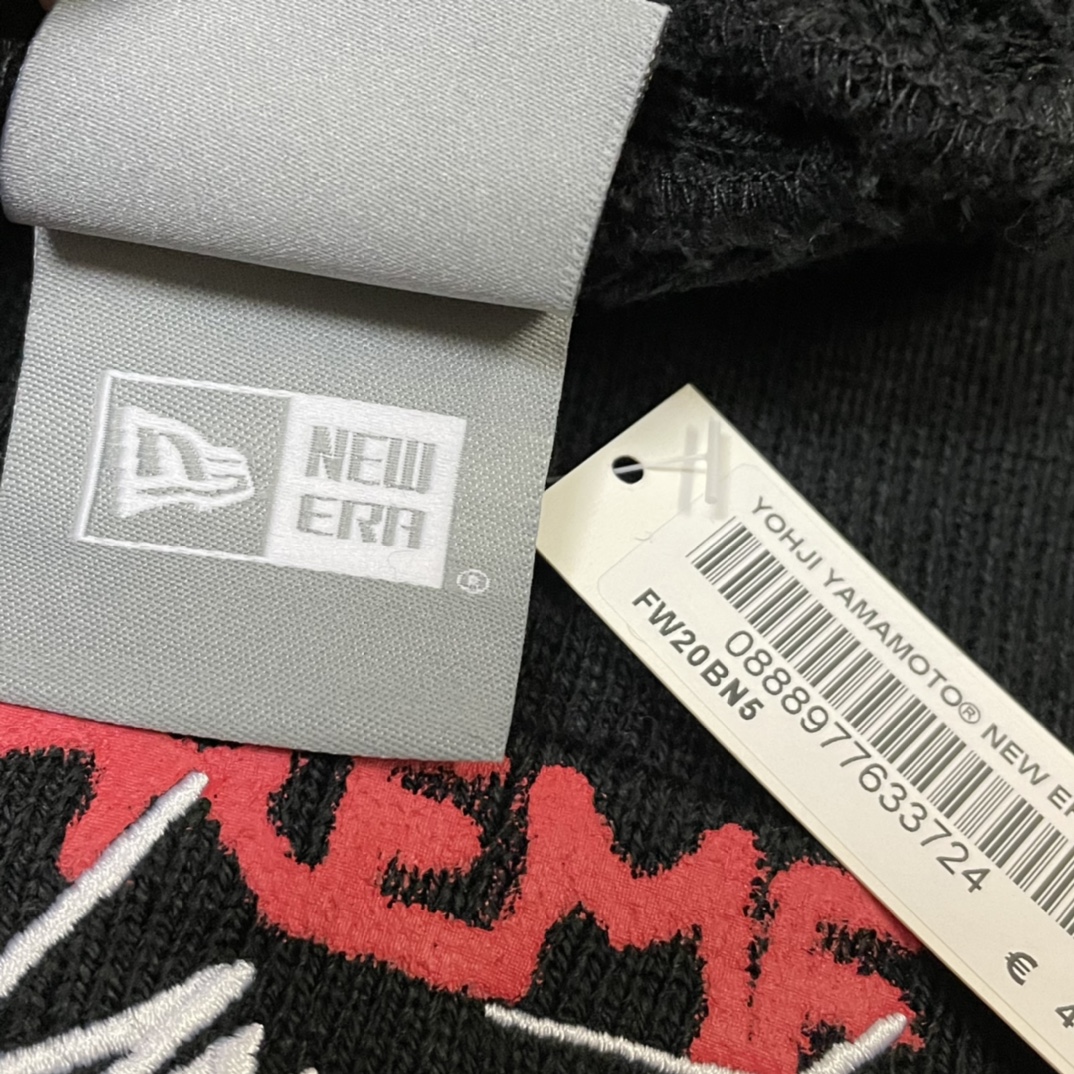 NEW
ERA
®
YOHJI YAMAMOTO® NEW
0888977633724
FW20BN5
€ 4